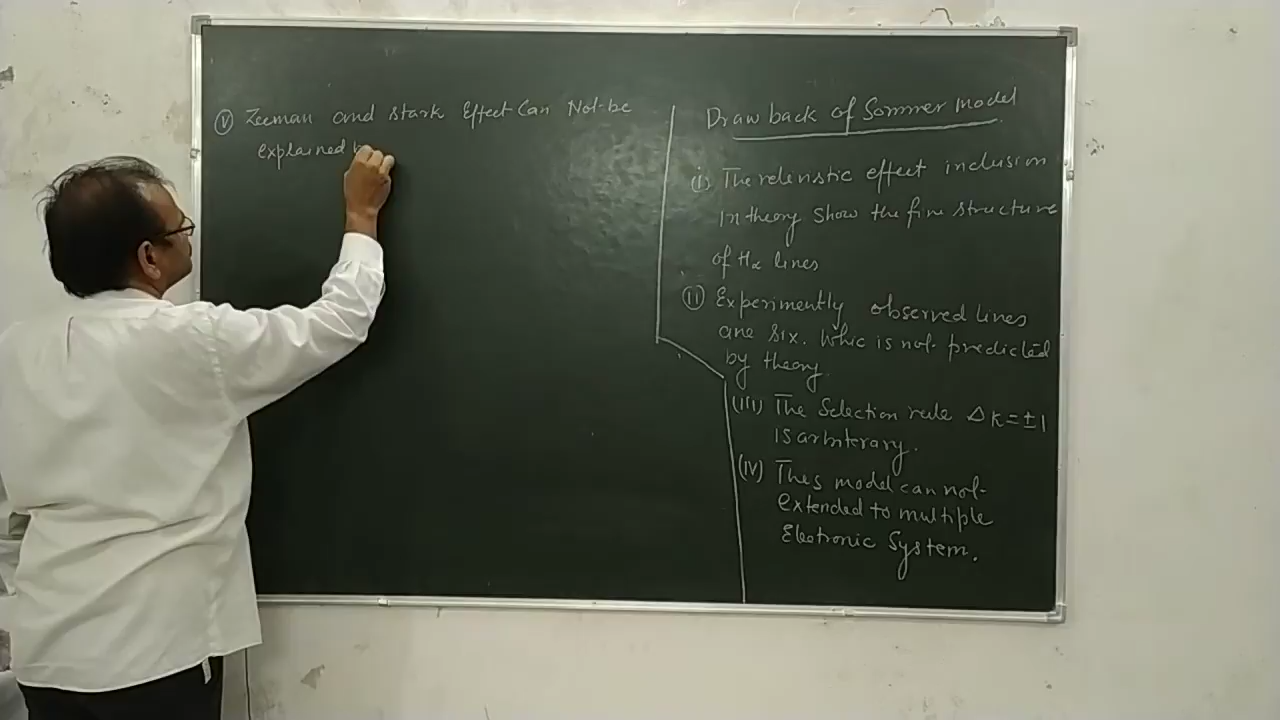 Draw back of Sommer model
(i) The relenstic effect inclusion
In theory show the fine structure
of Hα lines
(II) Experimently observed lines
are six. Whic is not predicted
by theory.
(III) The Selection rule Δk=±1
is arbiterary.
(IV) Thes model can not
extended to multiple
Electronic System.
(V) Zeeman and stark Effect Can Not be
explained b